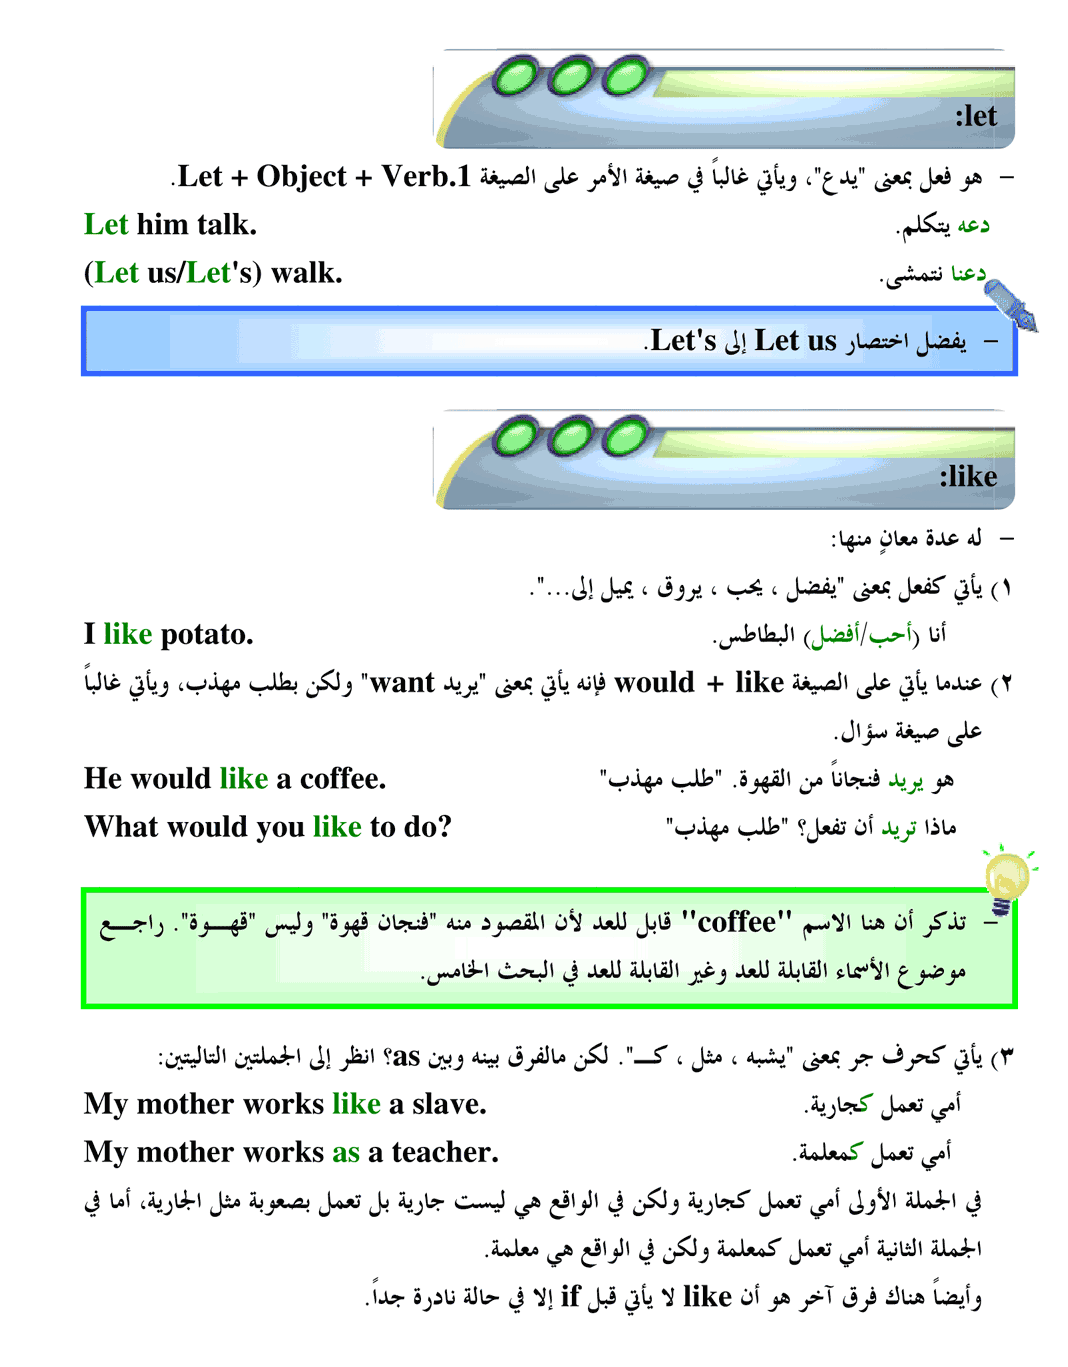 let:
– هو فعل بمعنى "يدع"، ويأتي غالباً في صيغة الأمر على الصيغة Let + Object + Verb.1.
Let him talk. دعه يتكلم.
(Let us/Let's) walk. دعنا نتمشى.
– يفضل اختصار Let us إلى Let's.
like:
– له عدة معانٍ منها:
١) يأتي كفعل بمعنى "يفضل ، يحب ، يروق ، يميل إلى...".
I like potato. أنا (أحب/أفضل) البطاطس.
٢) عندما يأتي على الصيغة would + like فإنه يأتي بمعنى "يريد want" ولكن بطلب مهذب، ويأتي غالباً
على صيغة سؤال.
He would like a coffee. هو يريد فنجاناً من القهوة. "طلب مهذب"
What would you like to do? ماذا تريد أن تفعل؟ "طلب مهذب"
– تذكر أن هنا الاسم "coffee" قابل للعد لأن المقصود منه "فنجان قهوة" وليس "قهـــوة". راجـــع
موضوع الأسماء القابلة للعد وغير القابلة للعد في البحث الخامس.
٣) يأتي كحرف جر بمعنى "يشبه ، مثل ، كـــ". لكن مالفرق بينه وبين as؟ انظر إلى الجملتين التاليتين:
My mother works like a slave. أمي تعمل كجارية.
My mother works as a teacher. أمي تعمل كمعلمة.
في الجملة الأولى أمي تعمل كجارية ولكن في الواقع هي ليست جارية بل تعمل بصعوبة مثل الجارية، أما في
الجملة الثانية أمي تعمل كمعلمة ولكن في الواقع هي معلمة.
وأيضاً هناك فرق آخر هو أن like لا يأتي قبل if إلا في حالة نادرة جداً.